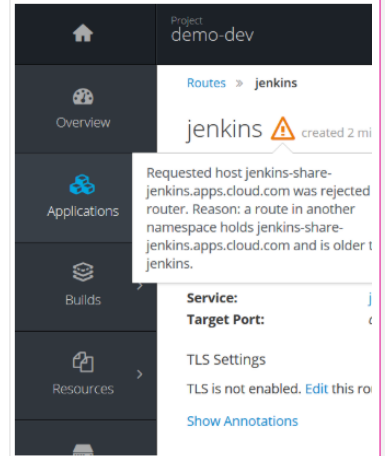 Project
demo-dev
Routes » jenkins
Overview
jenkins created 2 mi
Requested host jenkins-share-
jenkins.apps.cloud.com was rejected
router. Reason: a route in another
namespace holds jenkins-share-
jenkins.apps.cloud.com and is older t
jenkins.
Applications
Builds
Service: j
Target Port:
TLS Settings
Resources
TLS is not enabled. Edit this ro
Show Annotations